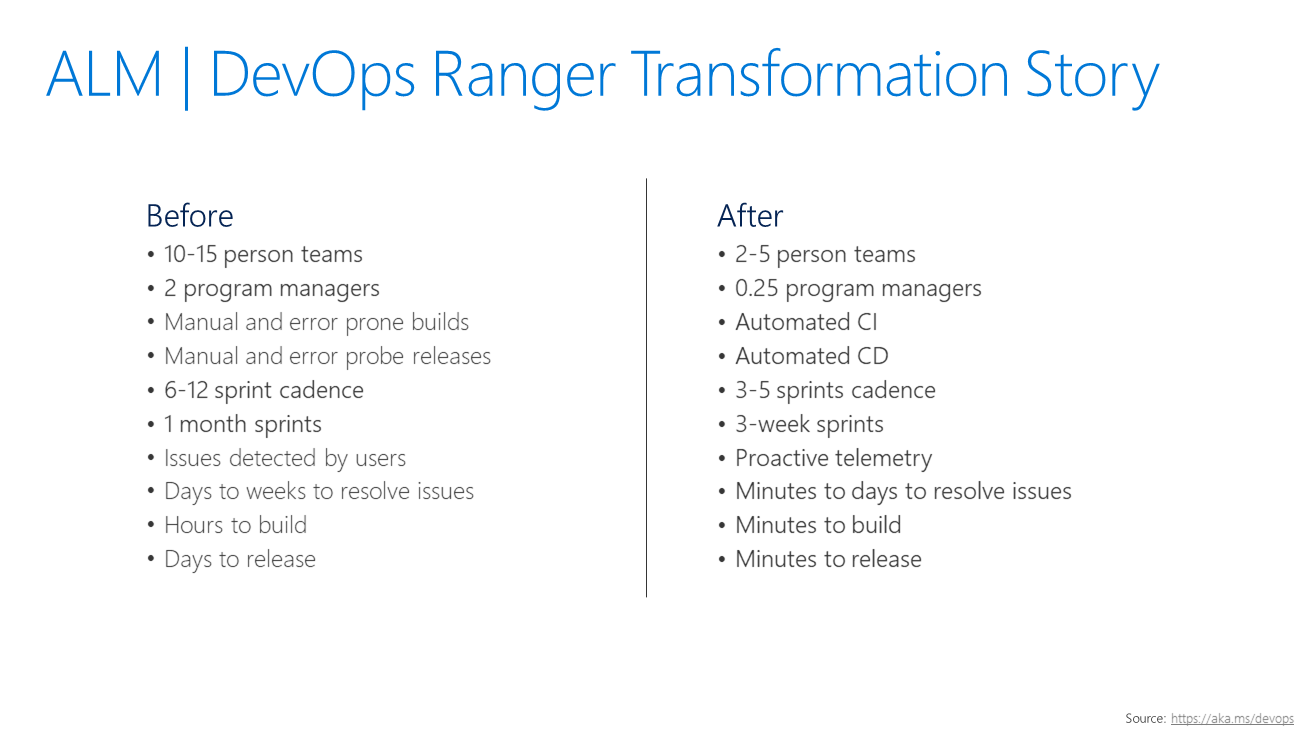 ALM | DevOps Ranger Transformation Story
Before
• 10-15 person teams
• 2 program managers
• Manual and error prone builds
• Manual and error probe releases
• 6-12 sprint cadence
• 1 month sprints
• Issues detected by users
• Days to weeks to resolve issues
• Hours to build
• Days to release
After
• 2-5 person teams
• 0.25 program managers
• Automated CI
• Automated CD
• 3-5 sprints cadence
• 3-week sprints
• Proactive telemetry
• Minutes to days to resolve issues
• Minutes to build
• Minutes to release
Source: https://aka.ms/devops